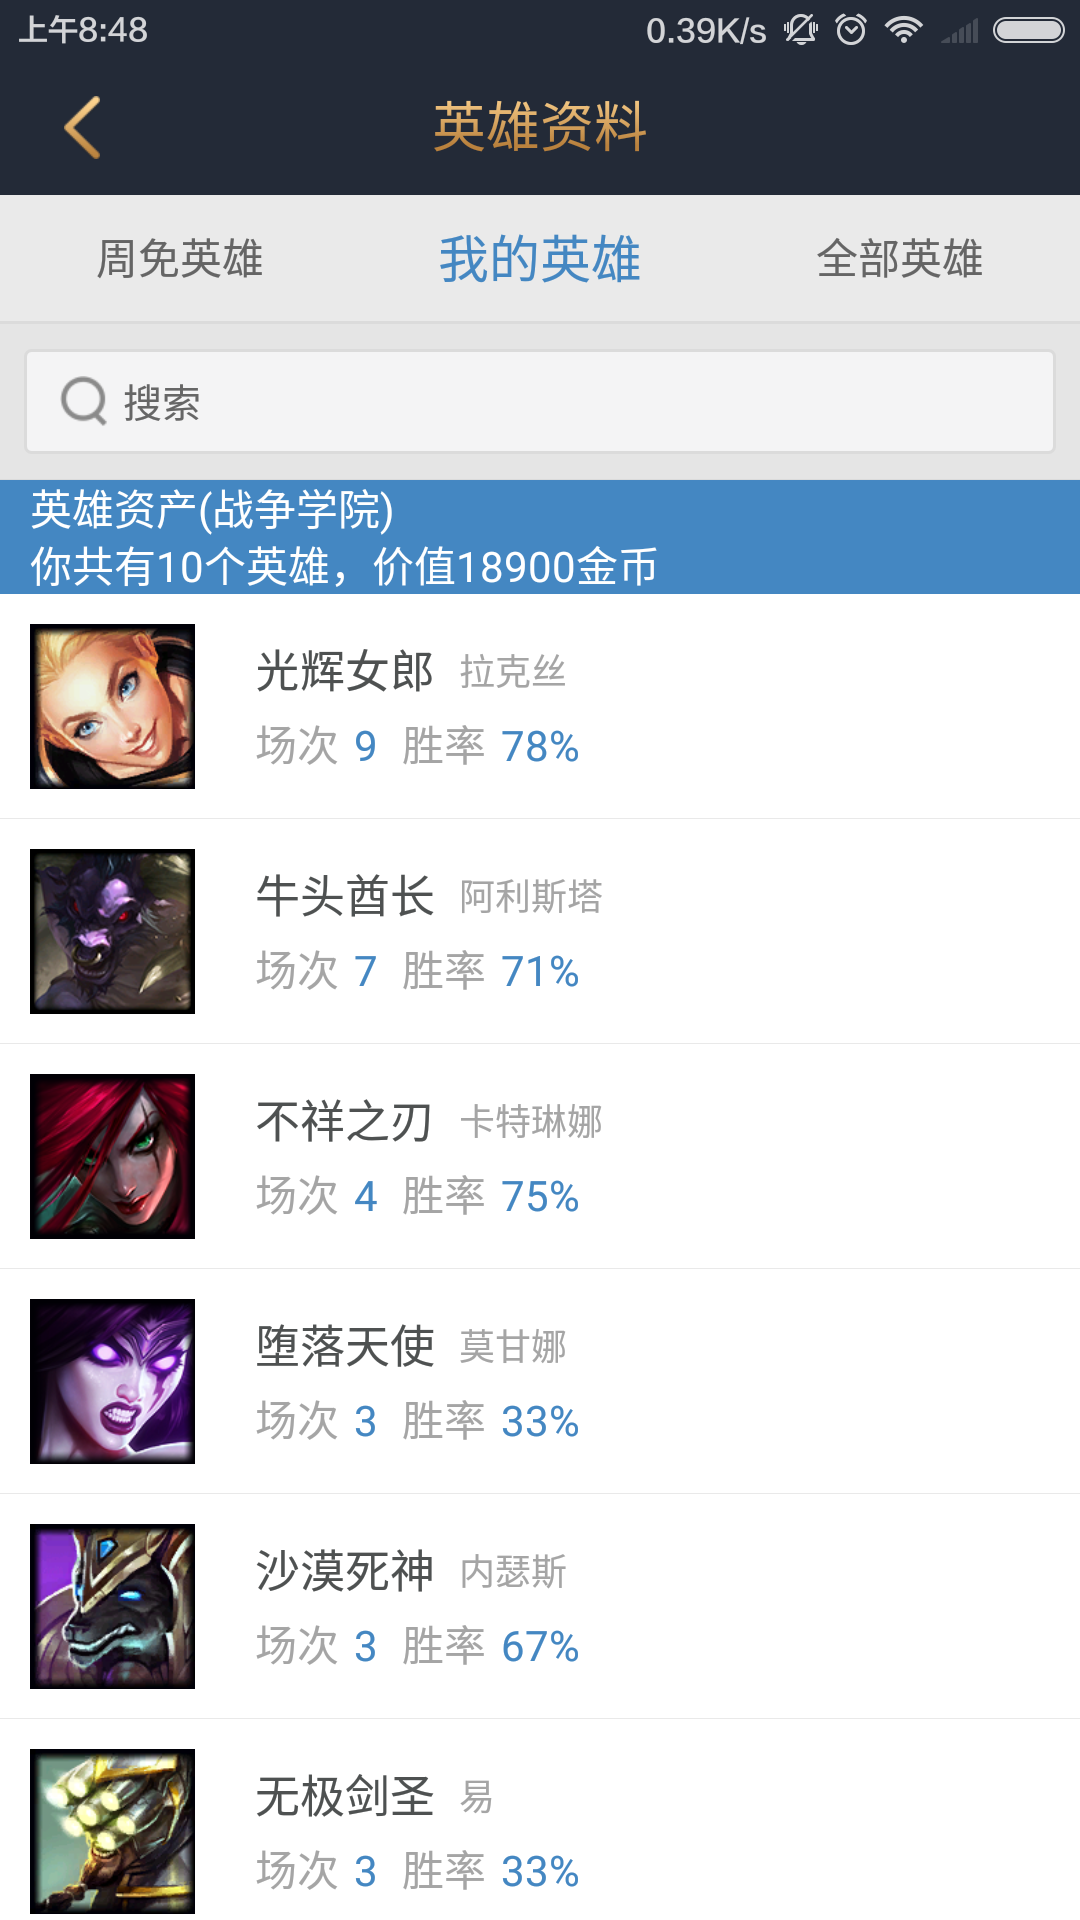 上午8:48 0.39K/s
英雄资料
周免英雄 我的英雄 全部英雄
搜索
英雄资产(战争学院)
你共有10个英雄，价值18900金币
光辉女郎 拉克丝
场次 9 胜率 78%
牛头酋长 阿利斯塔
场次 7 胜率 71%
不祥之刃 卡特琳娜
场次 4 胜率 75%
堕落天使 莫甘娜
场次 3 胜率 33%
沙漠死神 内瑟斯
场次 3 胜率 67%
无极剑圣 易
场次 3 胜率 33%